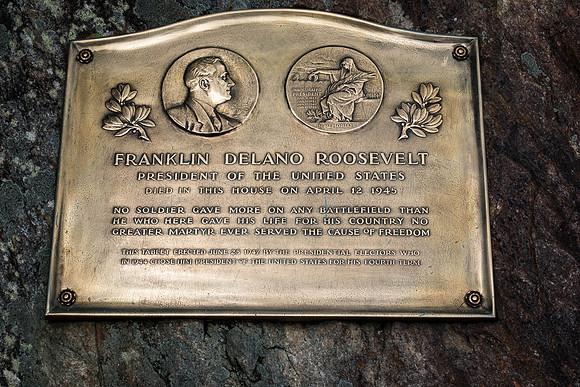 FRANKLIN DELANO ROOSEVELT
PRESIDENT OF THE UNITED STATES
DIED IN THIS HOUSE ON APRIL 12 1945
NO SOLDIER GAVE MORE ON ANY BATTLEFIELD THAN
HE WHO HERE GAVE HIS LIFE FOR HIS COUNTRY NO
GREATER MARTYR EVER SERVED THE CAUSE OF FREEDOM
THIS TABLET ERECTED JUNE 25 1947 BY THE PRESIDENTIAL ELECTORS WHO
IN 1944 CHOSE HIM PRESIDENT OF THE UNITED STATES FOR HIS FOURTH TERM